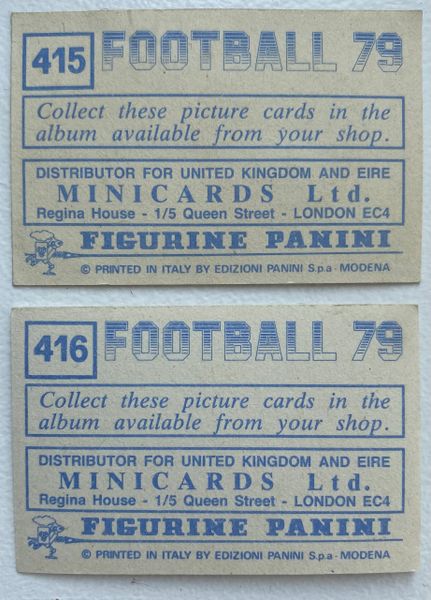 415 FOOTBALL 79
Collect these picture cards in the
album available from your shop.
DISTRIBUTOR FOR UNITED KINGDOM AND EIRE
MINICARDS Ltd.
Regina House - 1/5 Queen Street - LONDON EC4
FIGURINE PANINI
© PRINTED IN ITALY BY EDIZIONI PANINI S.p.a - MODENA
416 FOOTBALL 79
Collect these picture cards in the
album available from your shop.
DISTRIBUTOR FOR UNITED KINGDOM AND EIRE
MINICARDS Ltd.
Regina House - 1/5 Queen Street - LONDON EC4
FIGURINE PANINI
© PRINTED IN ITALY BY EDIZIONI PANINI S.p.a - MODENA